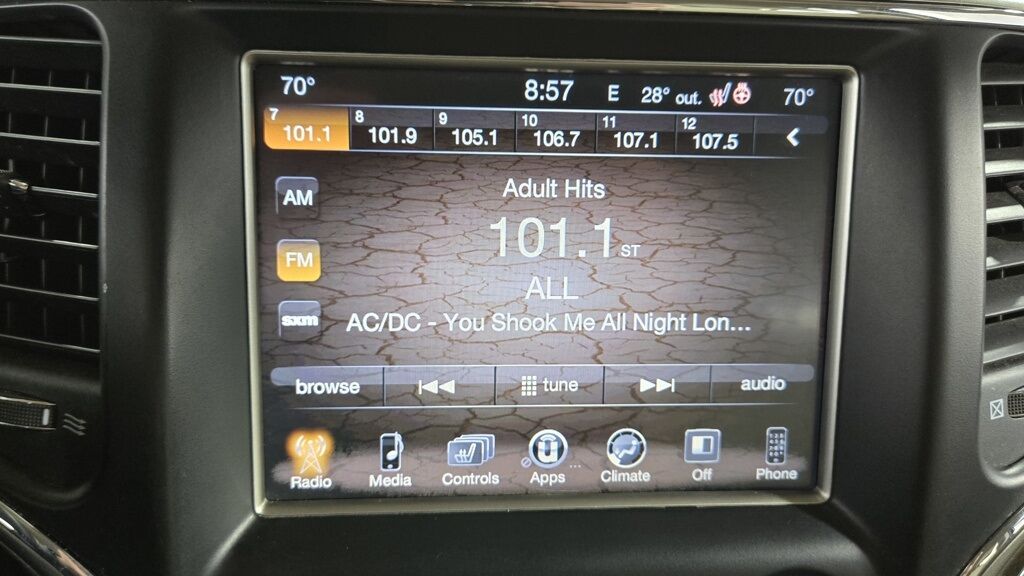 70° 8:57 E 28° out. 70°
7 8 9 10 11 12
101.1 101.9 105.1 106.7 107.1 107.5
Adult Hits
AM
101.1 ST
FM
ALL
sxm
AC/DC - You Shook Me All Night Lon...
browse tune audio
Radio Media Controls Apps ... Climate Off Phone